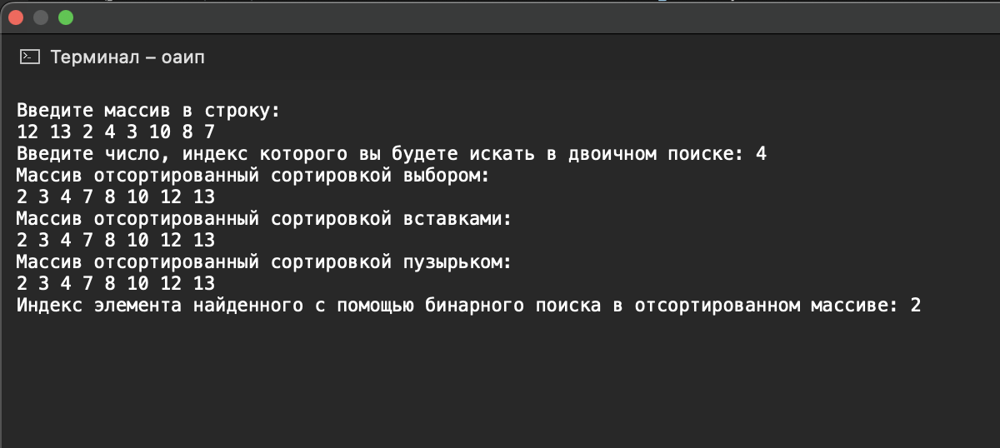 Терминал – оаип
Введите массив в строку:
12 13 2 4 3 10 8 7
Введите число, индекс которого вы будете искать в двоичном поиске: 4
Массив отсортированный сортировкой выбором:
2 3 4 7 8 10 12 13
Массив отсортированный сортировкой вставками:
2 3 4 7 8 10 12 13
Массив отсортированный сортировкой пузырьком:
2 3 4 7 8 10 12 13
Индекс элемента найденного с помощью бинарного поиска в отсортированном массиве: 2